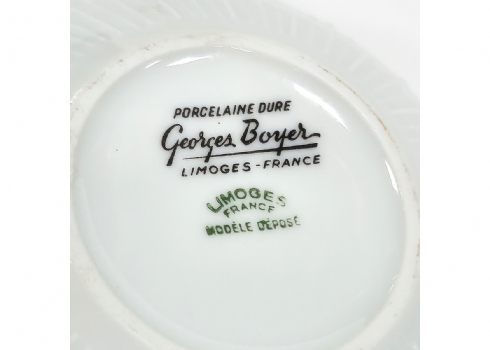 PORCELAINE DURE
Georges Boyer
LIMOGES-FRANCE
LIMOGES
FRANCE
MODÈLE DÉPOSÉ